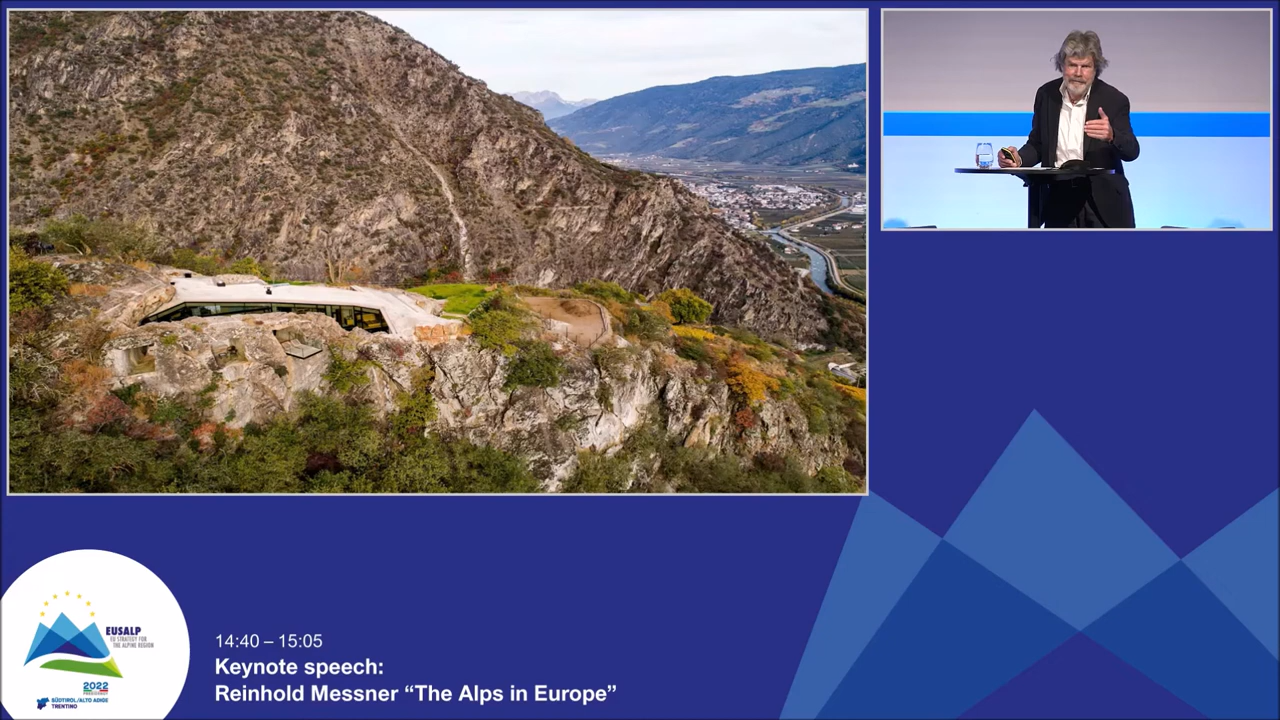 EUSALP
EU STRATEGY FOR
THE ALPINE REGION
2022
PRESIDENCY
SÜDTIROL/ALTO ADIGE
TRENTINO
14:40 – 15:05
Keynote speech:
Reinhold Messner “The Alps in Europe”